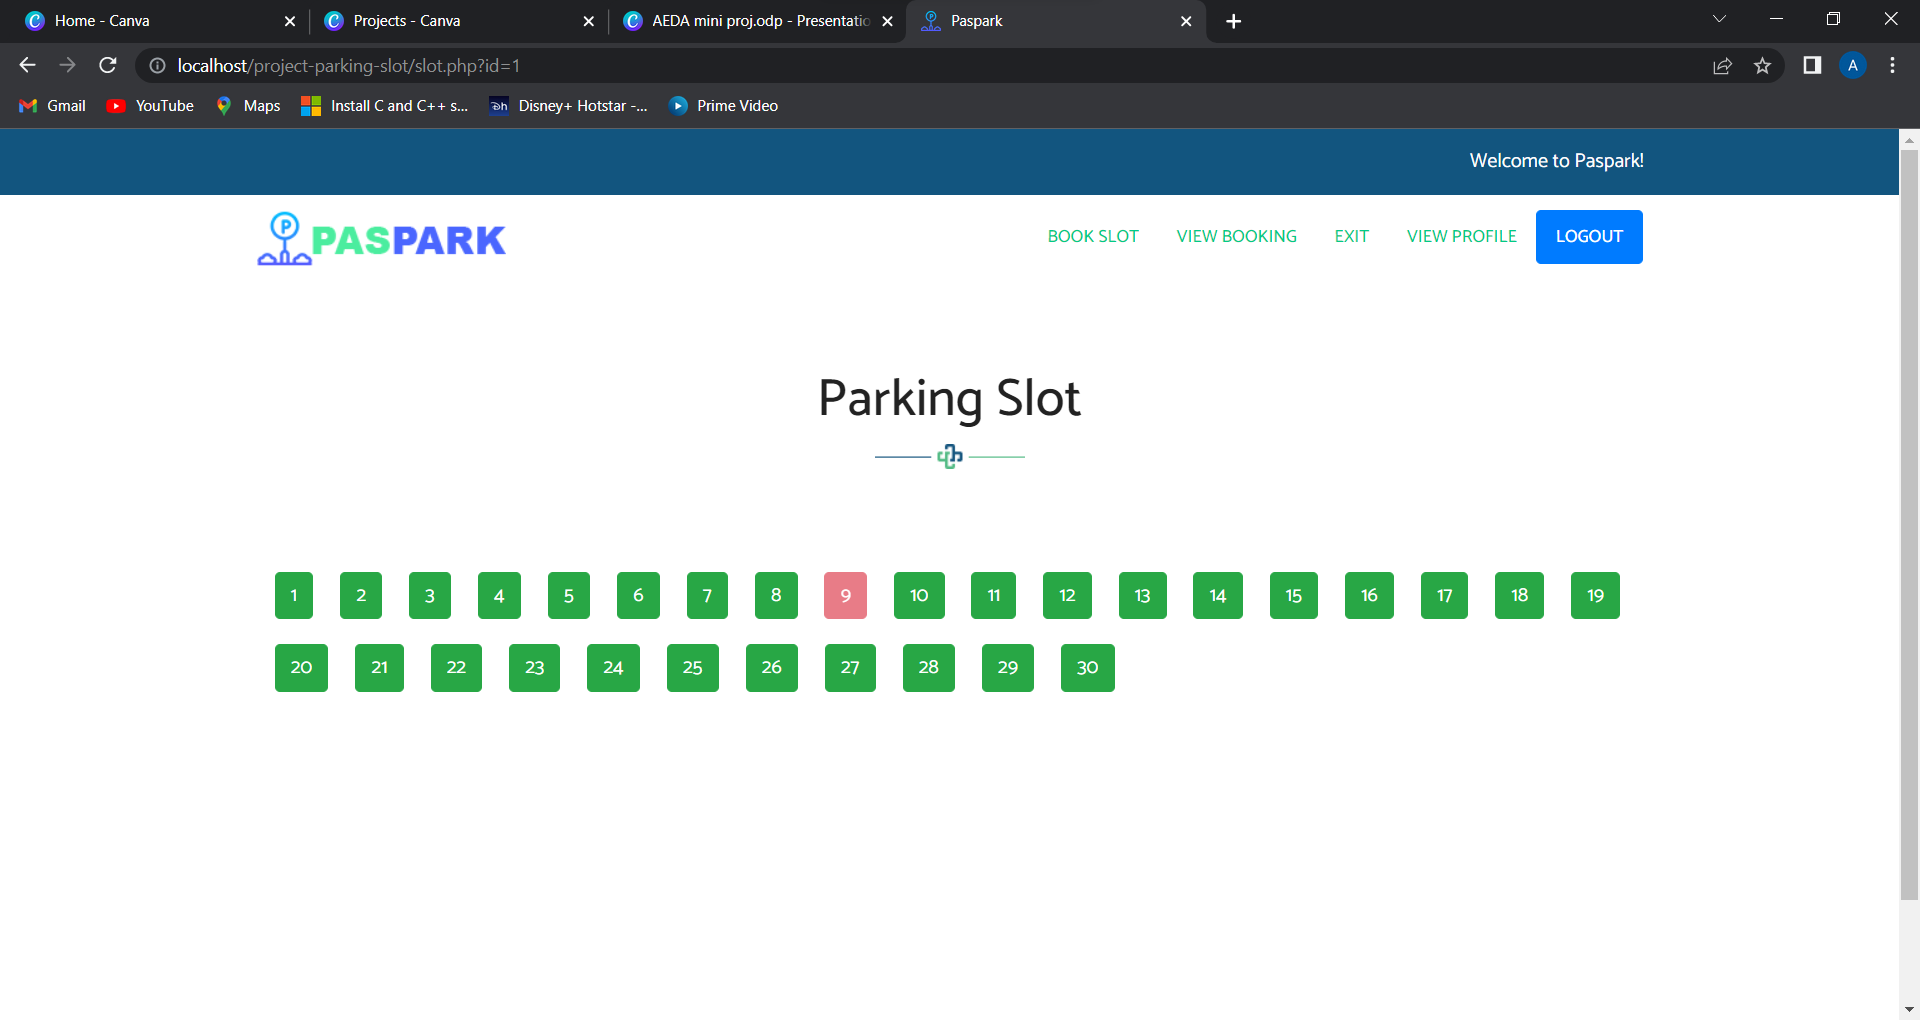 Home - Canva
Projects - Canva
AEDA mini proj.odp - Presentatio
Paspark
localhost/project-parking-slot/slot.php?id=1
A
Gmail
YouTube
Maps
Install C and C++ s...
Disney+ Hotstar -...
Prime Video
Welcome to Paspark!
P
PASPARK
BOOK SLOT
VIEW BOOKING
EXIT
VIEW PROFILE
LOGOUT
Parking Slot
1 2 3 4 5 6 7 8 9 10 11 12 13 14 15 16 17 18 19
20 21 22 23 24 25 26 27 28 29 30